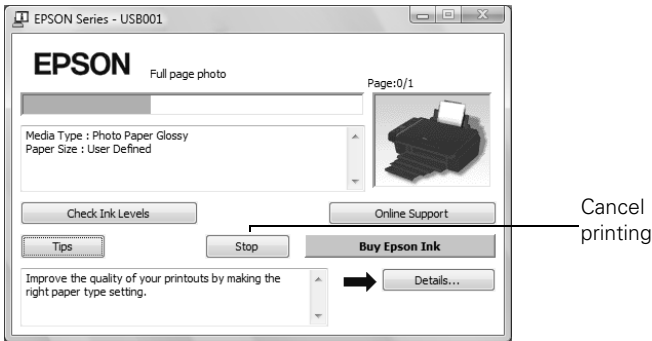 EPSON Series - USB001
EPSON
Full page photo
Page:0/1
Media Type : Photo Paper Glossy
Paper Size : User Defined
Check Ink Levels
Online Support
Tips
Stop
Buy Epson Ink
Cancel
printing
Improve the quality of your printouts by making the
right paper type setting.
Details...